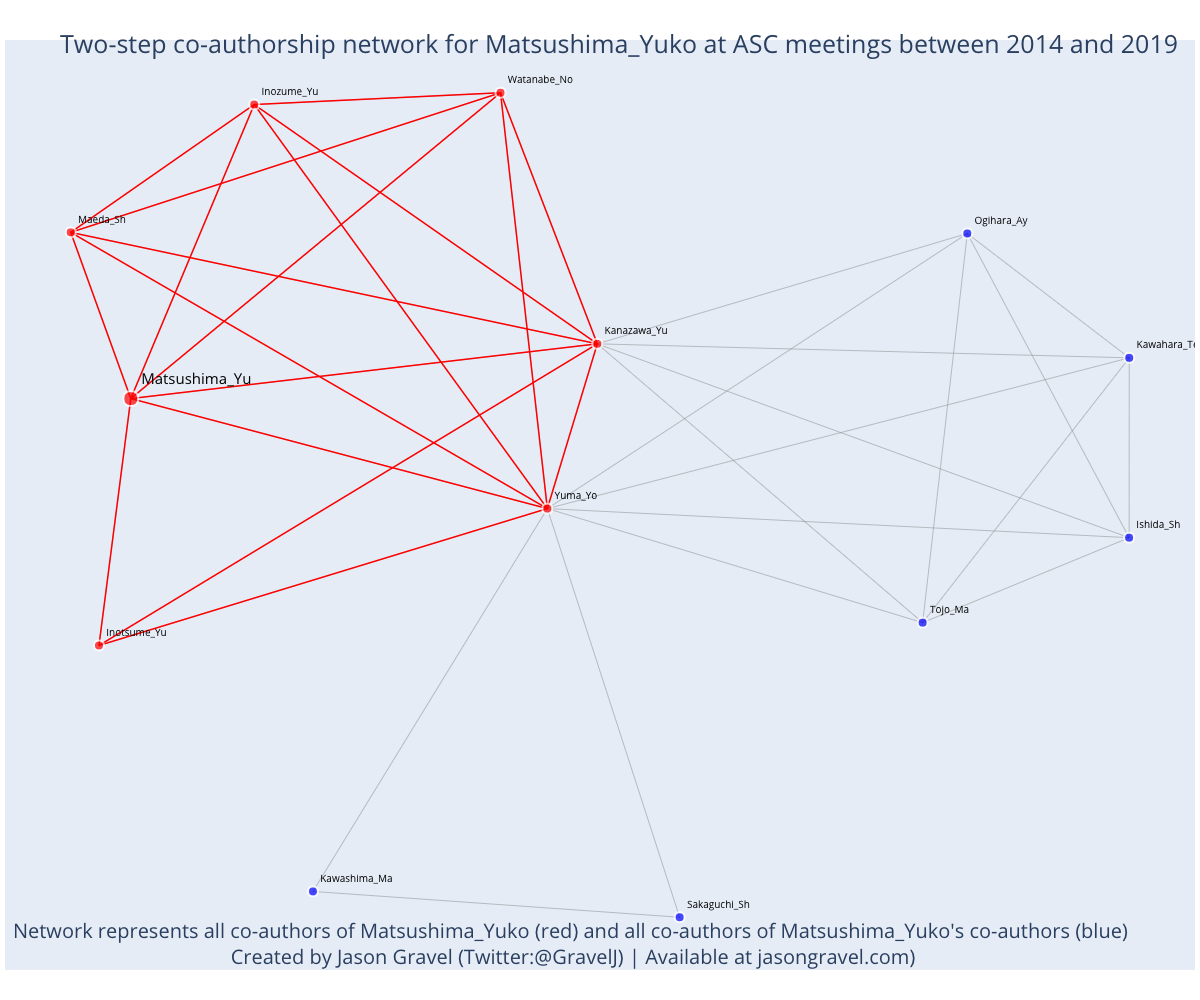 Two-step co-authorship network for Matsushima_Yuko at ASC meetings between 2014 and 2019
Watanabe_No
Inozume_Yu
Maeda_Sh
Ogihara_Ay
Kanazawa_Yu
Kawahara_Te
Matsushima_Yu
Yuma_Yo
Ishida_Sh
Tojo_Ma
Inotsume_Yu
Kawashima_Ma
Sakaguchi_Sh
Network represents all co-authors of Matsushima_Yuko (red) and all co-authors of Matsushima_Yuko's co-authors (blue)
Created by Jason Gravel (Twitter:@GravelJ) | Available at jasongravel.com)